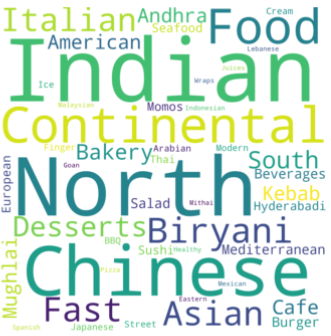 Italian Andhra Cream
Seafood Food
American Lebanese
Indian
Ice Juices Wraps
Malaysian Indonesian
Continental
Finger Momos Arabian Modern
Bakery Thai South
European Goan Beverages
North
Salad Mithai Kebab
Hyderabadi
Desserts Biryani
BBQ Sushi Healthy Mediterranean
Mughlai Chinese
Pizza Mexican
Eastern
Fast Asian Cafe
Burger
Spanish Japanese Street